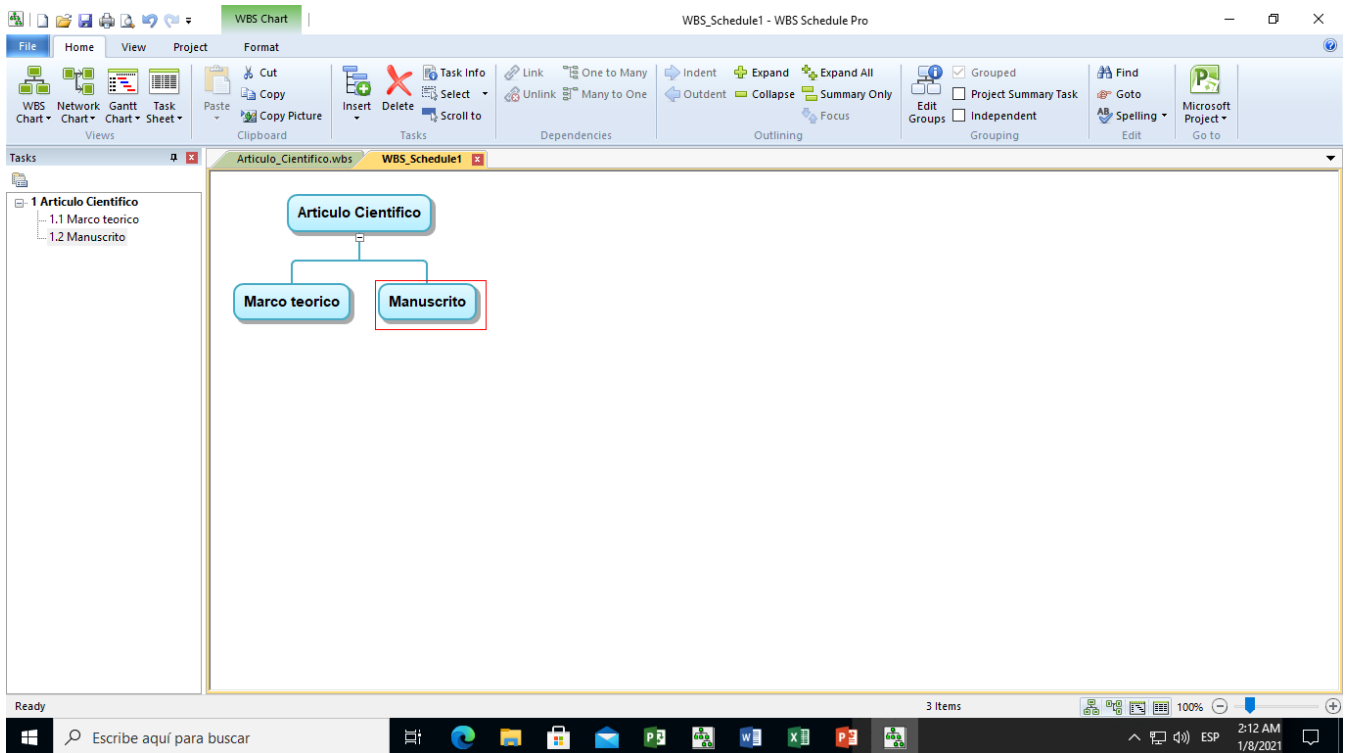 WBS Chart
WBS_Schedule1 - WBS Schedule Pro
File Home View Project Format
Cut
Task Info
Link
One to Many
Indent
Expand
Expand All
Grouped
Find
Copy
Select
Unlink
Many to One
Outdent
Collapse
Summary Only
Project Summary Task
Goto
WBS Chart
Network Chart
Gantt Chart
Task Sheet
Paste
Copy Picture
Insert
Delete
Scroll to
Focus
Edit Groups
Independent
Spelling
Microsoft Project
Views
Clipboard
Tasks
Dependencies
Outlining
Grouping
Edit
Go to
Tasks
Articulo_Cientifico.wbs
WBS_Schedule1
1 Articulo Cientifico
1.1 Marco teorico
1.2 Manuscrito
Articulo Cientifico
Marco teorico
Manuscrito
Ready
3 Items
100%
Escribe aquí para buscar
ESP
2:12 AM
1/8/2021